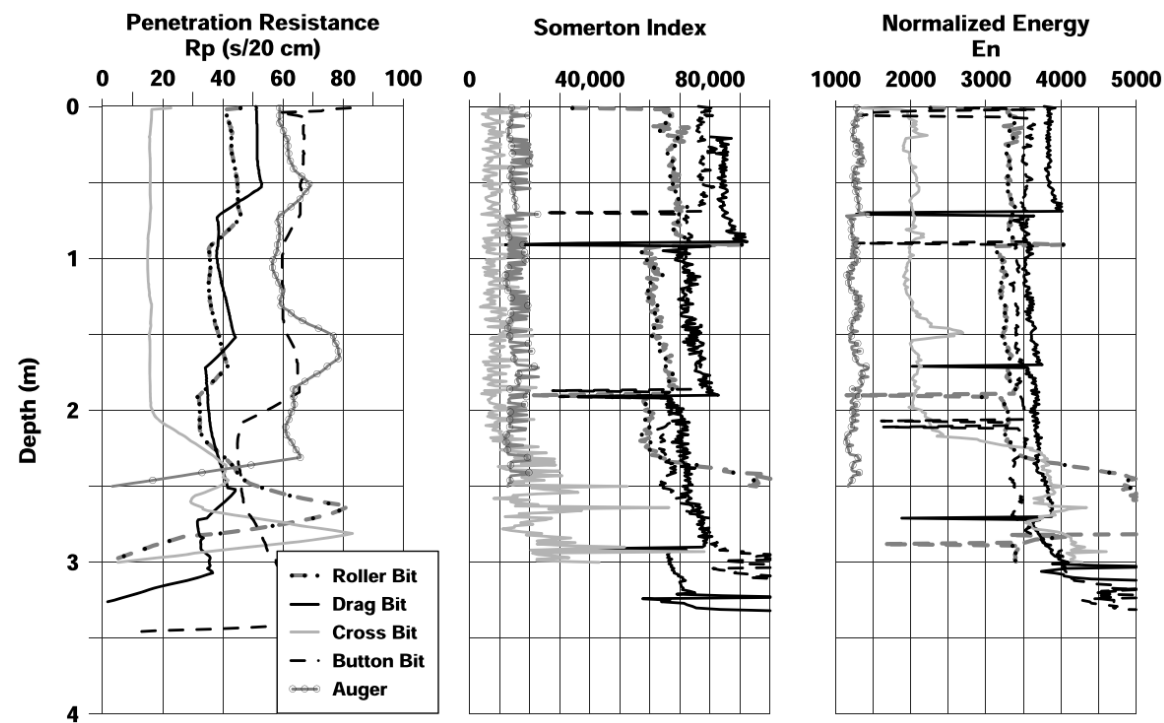 Penetration Resistance
Rp (s/20 cm)
0 20 40 60 80 100
Somerton Index
0 40,000 80,000
Normalized Energy
En
1000 2000 3000 4000 5000
Depth (m)
0
1
2
3
4
Roller Bit
Drag Bit
Cross Bit
Button Bit
Auger